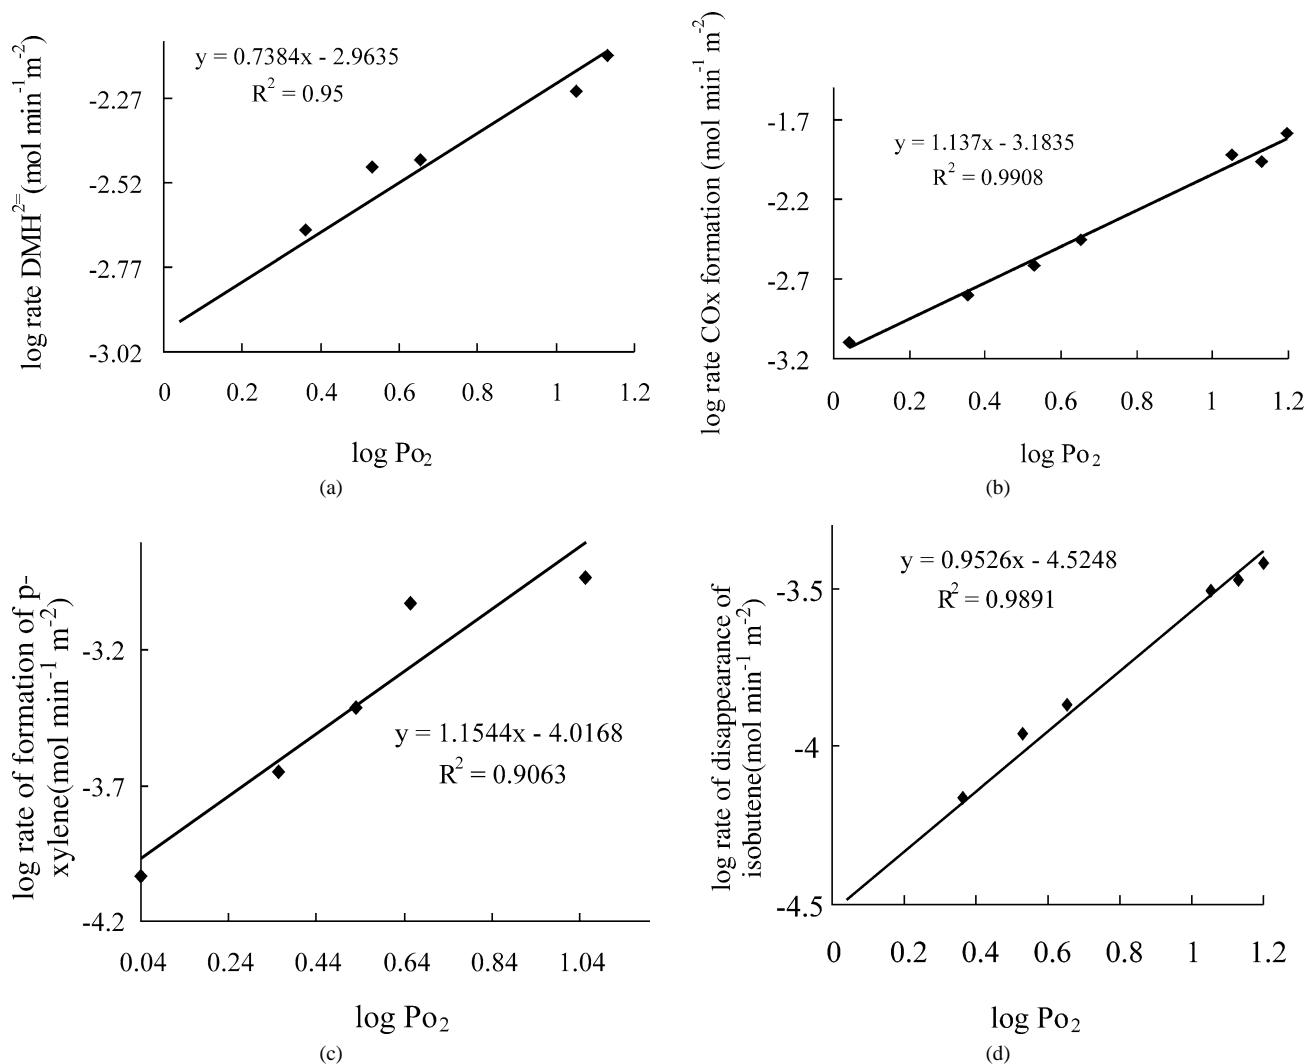 y = 0.7384x - 2.9635
R² = 0.95
log rate DMH²⁼(mol min⁻¹m⁻²)
-2.27
-2.52
-2.77
-3.02
0 0.2 0.4 0.6 0.8 1 1.2
log Po₂
(a)
y = 1.137x - 3.1835
R² = 0.9908
log rate COx formation (mol min⁻¹ m⁻²)
-1.7
-2.2
-2.7
-3.2
0 0.2 0.4 0.6 0.8 1 1.2
log Po₂
(b)
log rate of formation of p-
xylene(mol min⁻¹ m⁻²)
-3.2
-3.7
-4.2
y = 1.1544x - 4.0168
R² = 0.9063
0.04 0.24 0.44 0.64 0.84 1.04
log Po₂
(c)
y = 0.9526x - 4.5248
R² = 0.9891
log rate of disappearance of
isobutene(mol min⁻¹ m⁻²)
-3.5
-4
-4.5
0 0.2 0.4 0.6 0.8 1 1.2
log Po₂
(d)